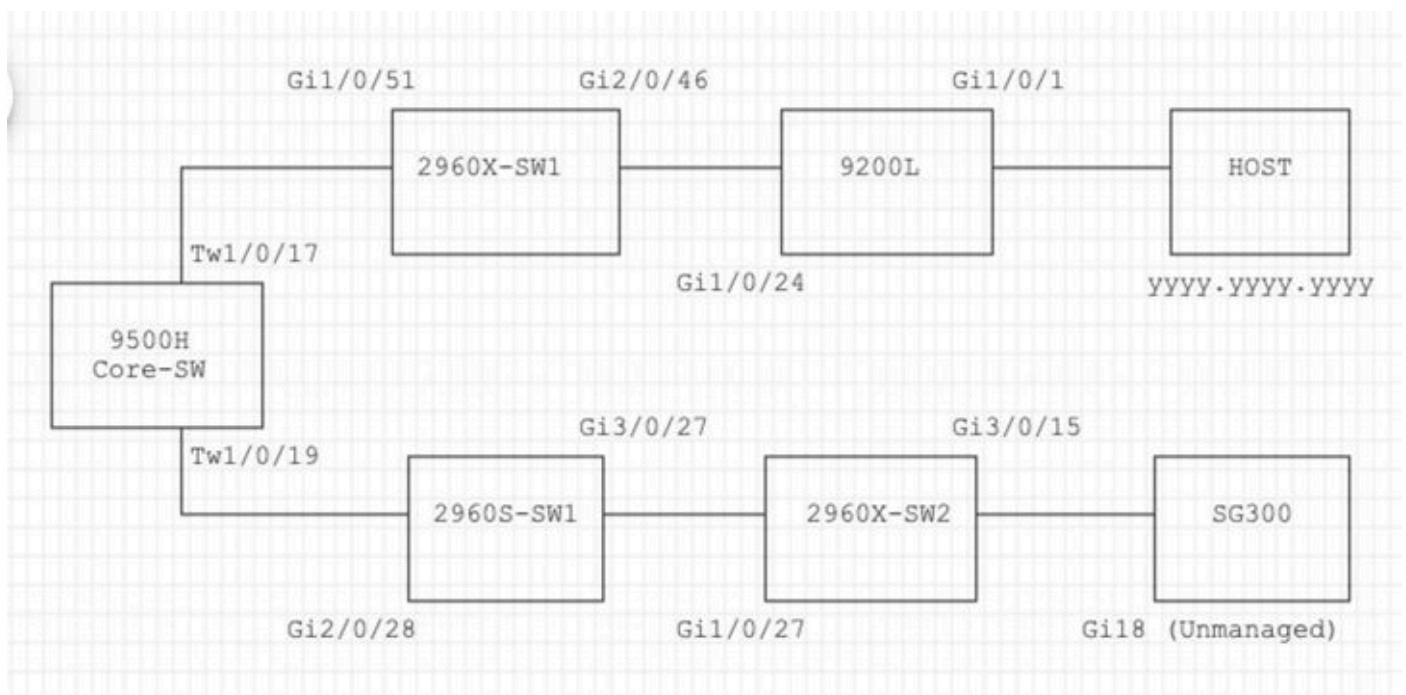 Gi1/0/51
Gi2/0/46
Gi1/0/1
2960X-SW1
9200L
HOST
Tw1/0/17
Gi1/0/24
yyyy.yyyy.yyyy
9500H
Core-SW
Gi3/0/27
Gi3/0/15
Tw1/0/19
2960S-SW1
2960X-SW2
SG300
Gi2/0/28
Gi1/0/27
Gi18 (Unmanaged)